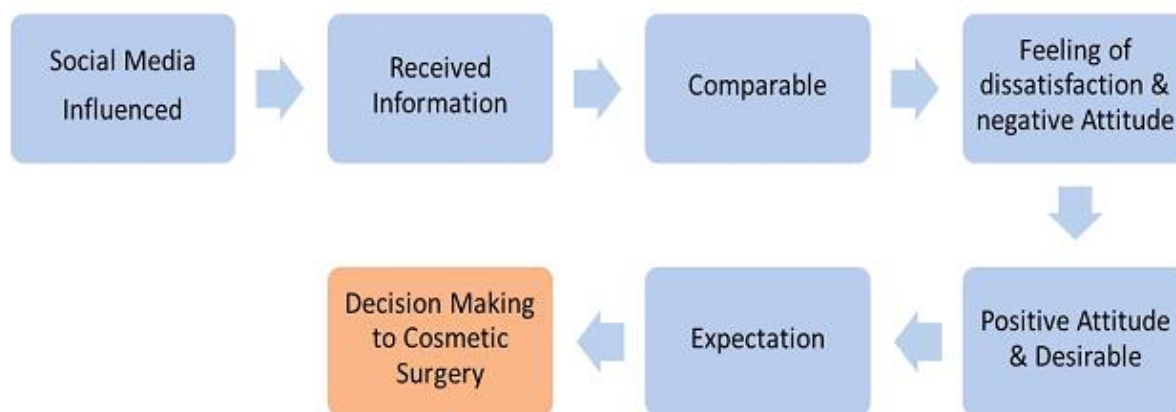 Social Media
Influenced
Received
Information
Comparable
Feeling of
dissatisfaction &
negative Attitude
Positive Attitude
& Desirable
Expectation
Decision Making
to Cosmetic
Surgery